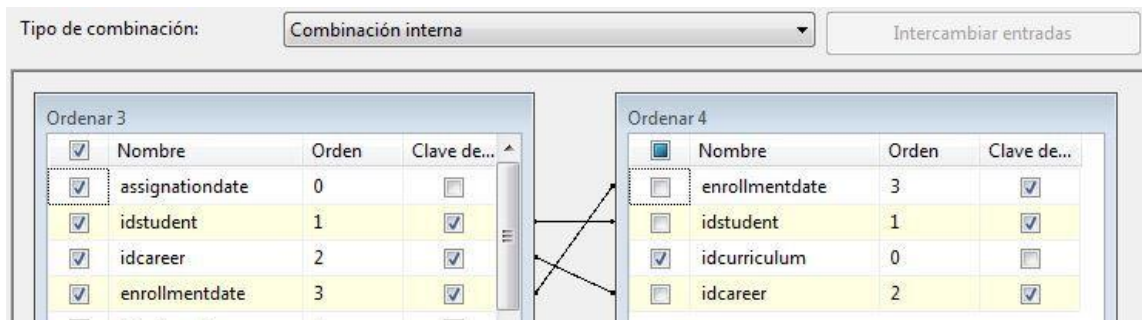 Tipo de combinación: Combinación interna Intercambiar entradas
Ordenar 3
Nombre Orden Clave de...
assignationdate 0
idstudent 1
idcareer 2
enrollmentdate 3
Ordenar 4
Nombre Orden Clave de...
enrollmentdate 3
idstudent 1
idcurriculum 0
idcareer 2